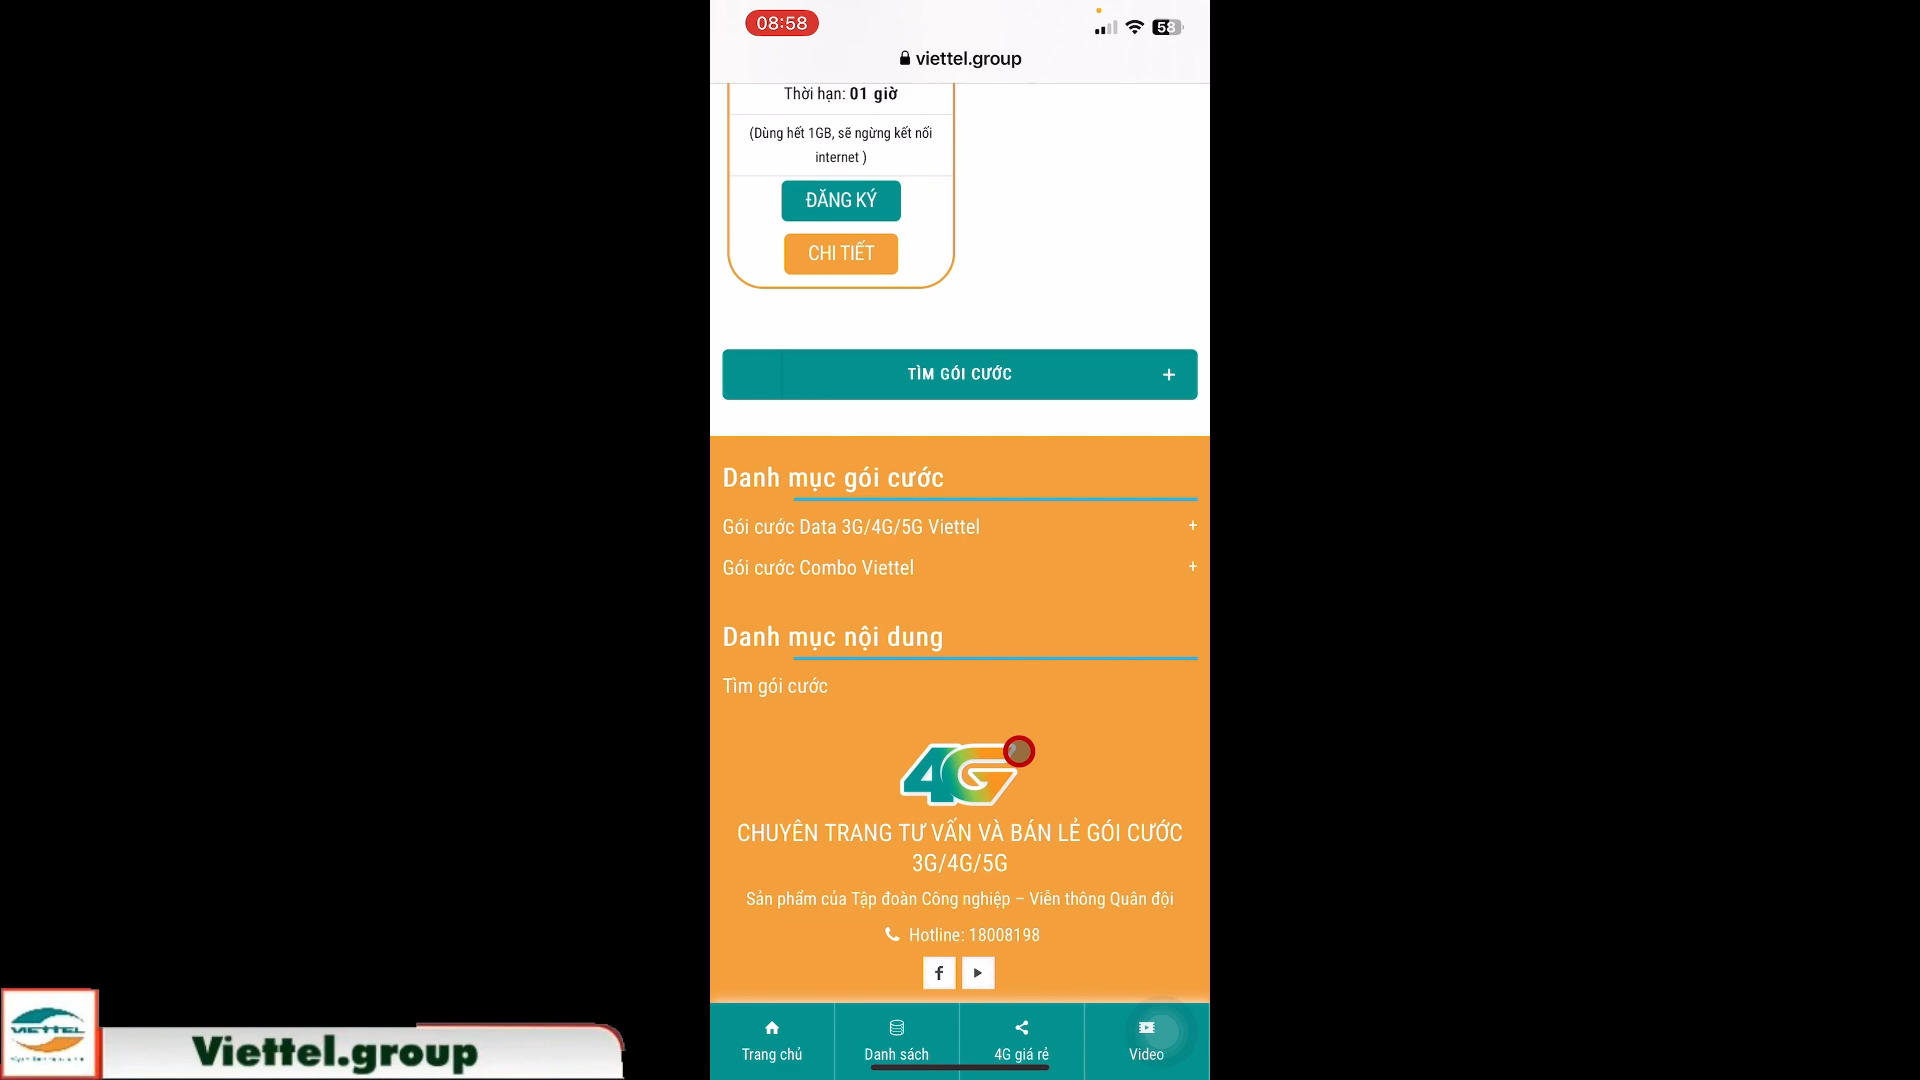 08:58
58
viettel.group
Thời hạn: 01 giờ
(Dùng hết 1GB, sẽ ngừng kết nối
internet )
ĐĂNG KÝ
CHI TIẾT
TÌM GÓI CƯỚC +
Danh mục gói cước
Gói cước Data 3G/4G/5G Viettel +
Gói cước Combo Viettel +
Danh mục nội dung
Tìm gói cước
4G
CHUYÊN TRANG TƯ VẤN VÀ BÁN LẺ GÓI CƯỚC
3G/4G/5G
Sản phẩm của Tập đoàn Công nghiệp – Viễn thông Quân đội
Hotline: 18008198
Trang chủ
Danh sách
4G giá rẻ
Video
VIETTEL
Viettel.group